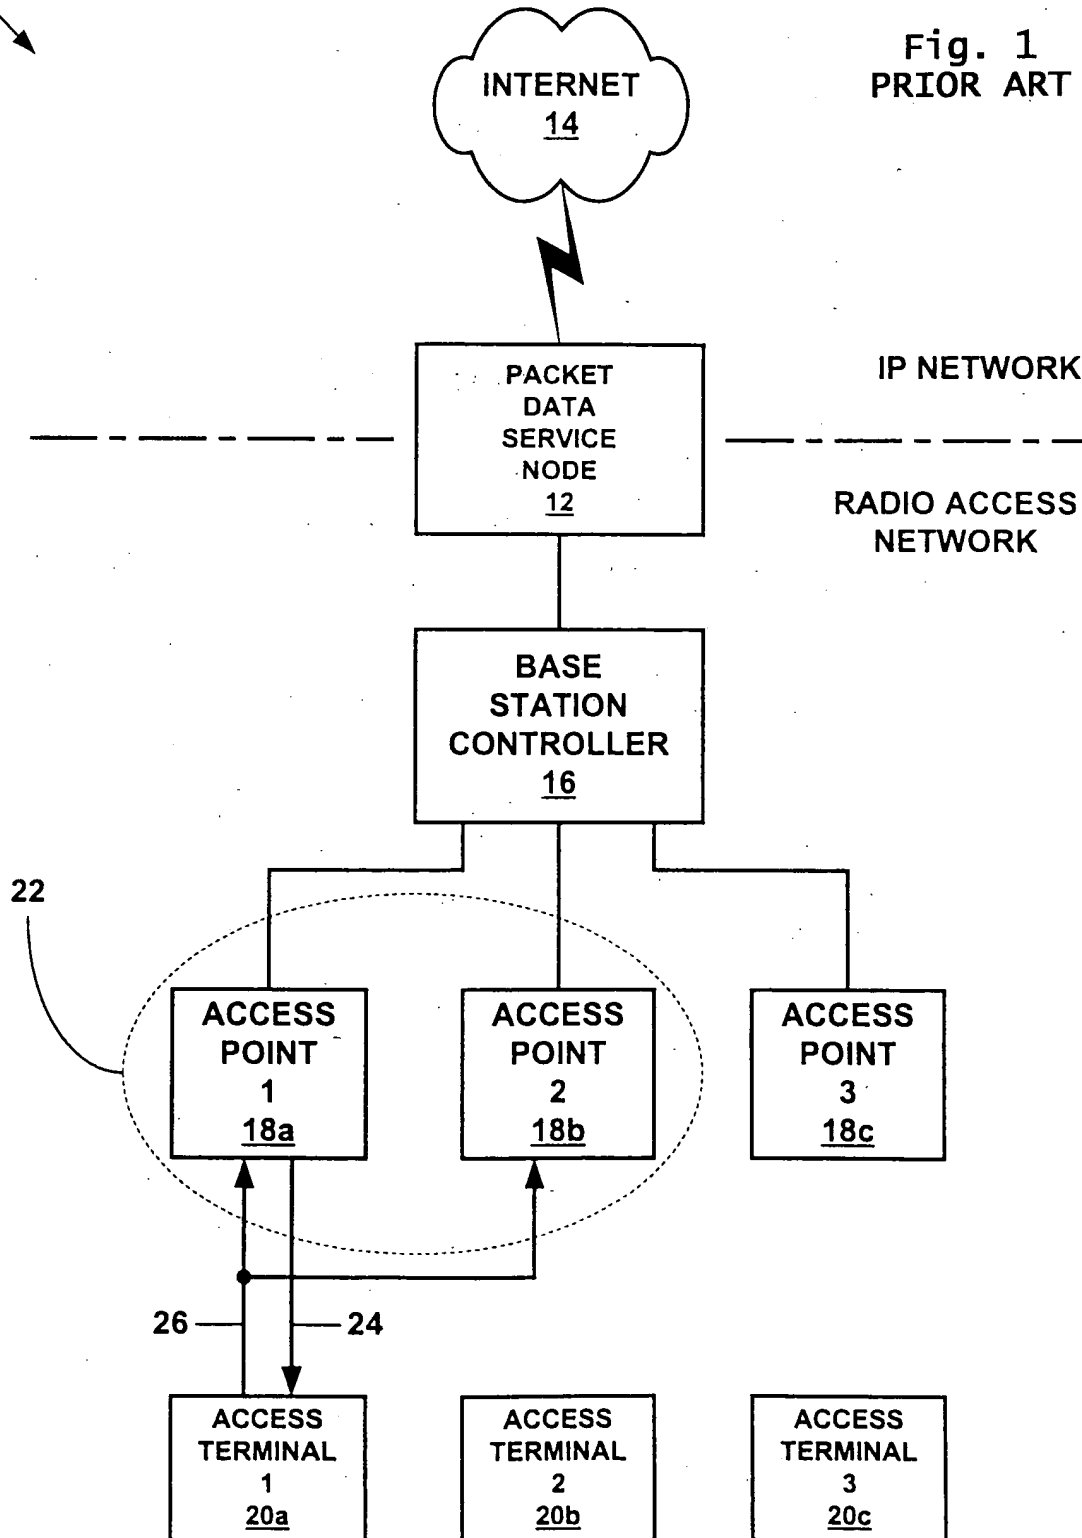 Fig. 1
PRIOR ART
INTERNET
14
IP NETWORK
PACKET
DATA
SERVICE
NODE
12
RADIO ACCESS
NETWORK
BASE
STATION
CONTROLLER
16
22
ACCESS
POINT
1
18a
ACCESS
POINT
2
18b
ACCESS
POINT
3
18c
26
24
ACCESS
TERMINAL
1
20a
ACCESS
TERMINAL
2
20b
ACCESS
TERMINAL
3
20c